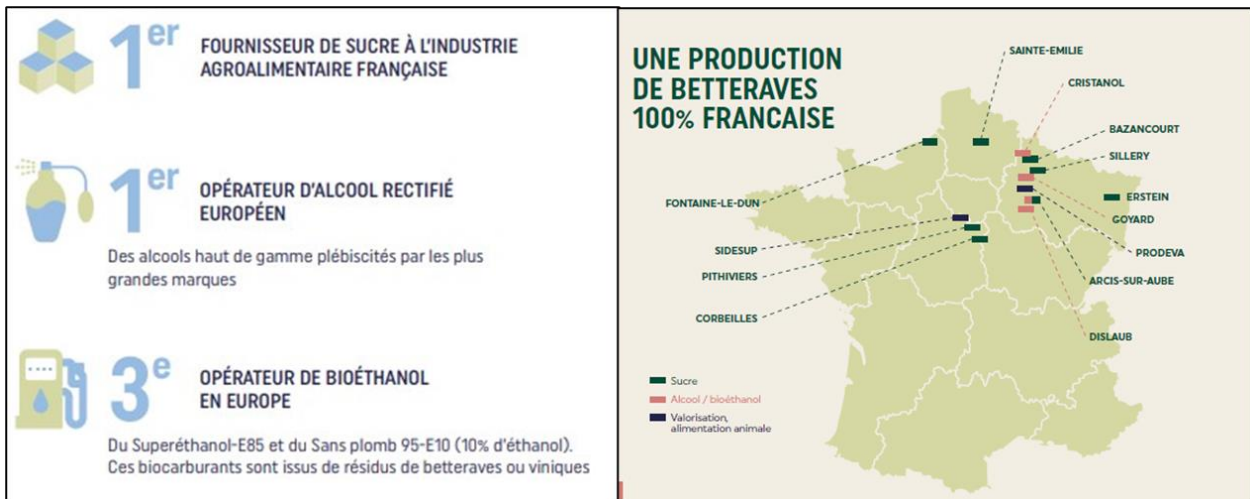 1er
FOURNISSEUR DE SUCRE À L'INDUSTRIE
AGROALIMENTAIRE FRANÇAISE
1er
OPÉRATEUR D'ALCOOL RECTIFIÉ
EUROPÉEN
Des alcools haut de gamme plébiscités par les plus
grandes marques
3e
OPÉRATEUR DE BIOÉTHANOL
EN EUROPE
Du Superéthanol-E85 et du Sans plomb 95-E10 (10% d'éthanol).
Ces biocarburants sont issus de résidus de betteraves ou viniques
UNE PRODUCTION
DE BETTERAVES
100% FRANCAISE
SAINTE-EMILIE
CRISTANOL
BAZANCOURT
SILLERY
ERSTEIN
GOYARD
PRODEVA
ARCIS-SUR-AUBE
DISLAUB
FONTAINE-LE-DUN
SIDESUP
PITHIVIERS
CORBEILLES
Sucre
Alcool / bioéthanol
Valorisation,
alimentation animale